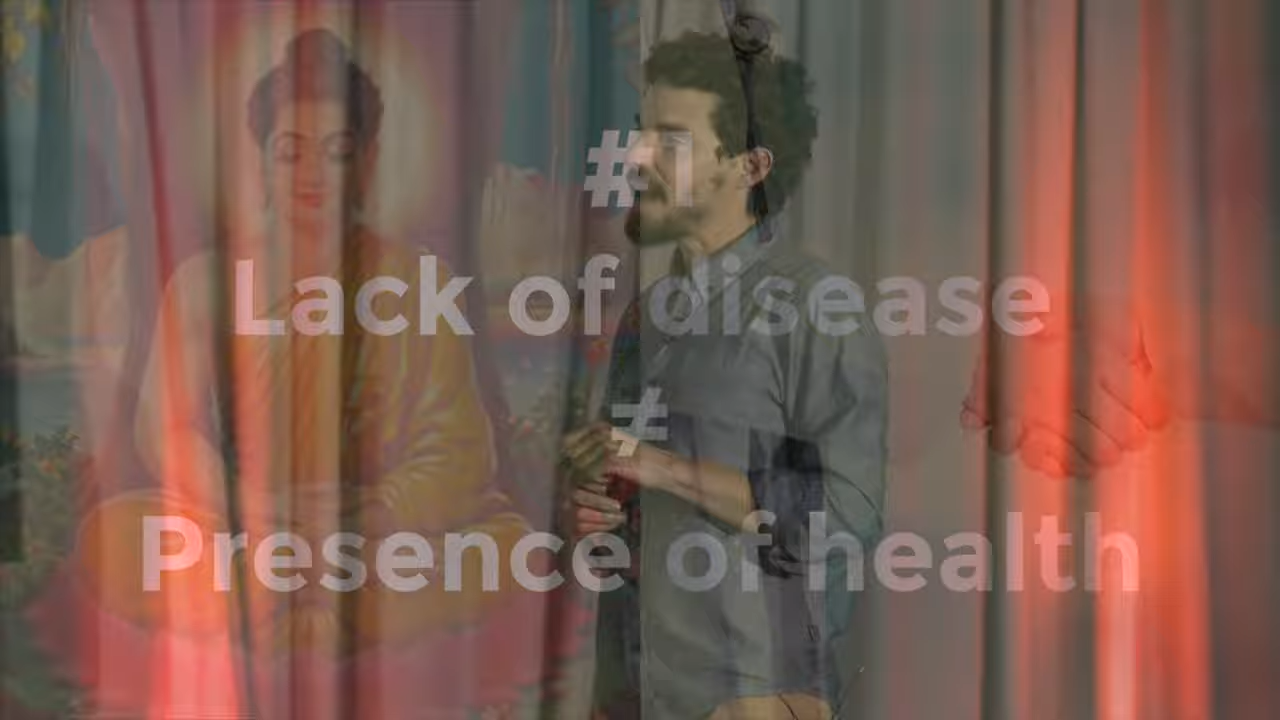 #1
Lack of disease
≠
Presence of health